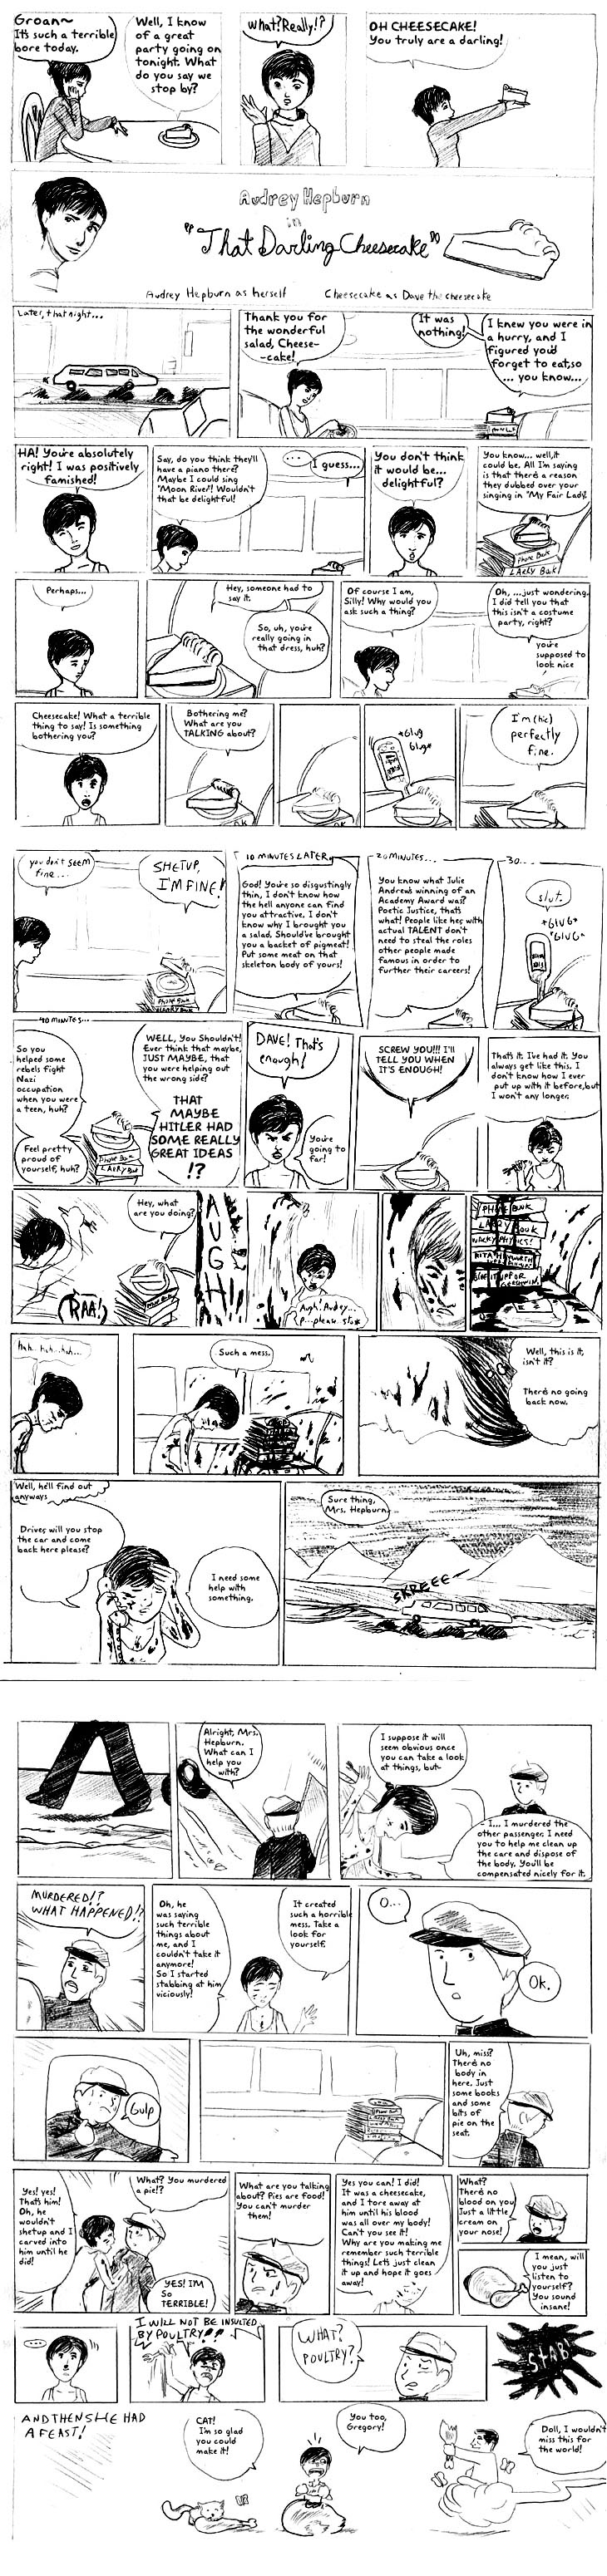 Groan~
It's such a terrible
bore today.
Well, I know
of a great
party going on
tonight. What
do you say we
stop by?
What? Really!?
OH CHEESECAKE!
You truly are a darling!
Audrey Hepburn
in
"That Darling Cheesecake"
Audrey Hepburn as herself
Cheesecake as Dave the cheesecake
Later, that night...
Thank you for
the wonderful
salad, Cheese-
-cake!
It was
nothing!
I knew you were in
a hurry, and I
figured you'd
forget to eat, so
... you know...
HA! You're absolutely
right! I was positively
famished!
Say, do you think they'll
have a piano there?
Maybe I could sing
"Moon River"! Wouldn't
that be delightful!
...
I guess...
You don't think
it would be...
delightful?
You know... well, it
could be. All I'm saying
is that there's a reason
they dubbed over your
singing in "My Fair Lady".
Phone Book
LARRY Book
Perhaps...
Hey, someone had to
say it.
So, uh, you're
really going in
that dress, huh?
Of course I am,
Silly! Why would you
ask such a thing?
Oh, ...just wondering.
I did tell you that
this isn't a costume
party, right?
you're
supposed to
look nice
Cheesecake! What a terrible
thing to say! Is something
bothering you?
Bothering me?
What are you
TALKING about?
*Glug
Glug*
I'm (hic)
perfectly
fine.
you don't seem
fine...
SHETUP,
I'M FINE!
Phone Book
LARRY Book
10 MINUTES LATER,
God! You're so disgustingly
thin, I don't know how
the hell anyone can find
you attractive. I don't
know why I brought you
a salad. Should've brought
you a backet of pigmeat!
Put some meat on that
skeleton body of yours!
20 MINUTES...
You know what Julie
Andrews winning of an
Academy Award was?
Poetic Justice, that's
what! People like her with
actual TALENT don't
need to steal the roles
other people made
famous in order to
further their careers!
30...
slut.
*GlUG*
*GlUG*
40 MINUTES...
So you
helped some
rebels fight
Nazi
occupation
when you were
a teen, huh?
Feel pretty
proud of
yourself, huh?
WELL, You Shouldn't!
Ever think that maybe,
JUST MAYBE, that
you were helping out
the wrong side?
THAT
MAYBE
HITLER HAD
SOME REALLY
GREAT IDEAS
!?
Phone Book
LARRY Book
DAVE! That's
enough!
You're
going to
far!
SCREW YOU!!! I'll
TELL YOU WHEN
IT'S ENOUGH!
That's it. I've had it. You
always get like this. I
don't know how I ever
put up with it before, but
I won't any longer.
RAA!
Hey, what
are you doing?
AUGH!
Augh! Audrey...
P...please, stop
PHONE BOOK
LARRY BOOK
WACKY PHYSICS!
RITA HAYWORTH
huh... huh...huh...
Such a mess.
Well, this is it,
isn't it?
There's no going
back now.
Well, he'll find out
anyways
Driver, will you stop
the car and come
back here please?
I need some
help with
something.
Sure thing,
Mrs. Hepburn.
SKREEE—
Alright, Mrs.
Hepburn.
What can I
help you
with?
I suppose it will
seem obvious once
you can take a look
at things, but-
- I... I murdered the
other passenger. I need
you to help me clean up
the care and dispose of
the body. You'll be
compensated nicely for it.
MURDERED!?
WHAT HAPPENED!?
Oh, he
was saying
such terrible
things about
me, and I
couldn't take it
anymore!
So I started
stabbing at him
viciously!
It created
such a horrible
mess. Take a
look for
yourself.
O...
Ok.
Gulp
Uh, miss?
There's no
body in
here. Just
some books
and some
bits of
pie on the
seat.
Yes! yes!
That's him!
Oh, he
wouldn't
shetup and I
carved into
him until he
did!
What? You murdered
a pie!?
YES! I'M
SO
TERRIBLE!
What are you talking
about? Pies are food!
You can't murder
them!
Yes you can! I did!
It was a cheesecake,
and I tore away at
him until his blood
was all over my body!
Can't you see it!
Why are you making me
remember such terrible
things! Let's just clean
it up and hope it goes
away!
What?
There's no
blood on you.
Just a little
cream on
your nose!
I mean, will
you just
listen to
yourself?
You sound
insane!
...
I WILL NOT BE INSULTED
BY POULTRY!!
WHAT?
POULTRY?
STAB!
AND THEN SHE HAD
A FEAST!
CAT!
I'm so glad
you could
make it!
You too,
Gregory!
Doll, I wouldn't
miss this for
the world!